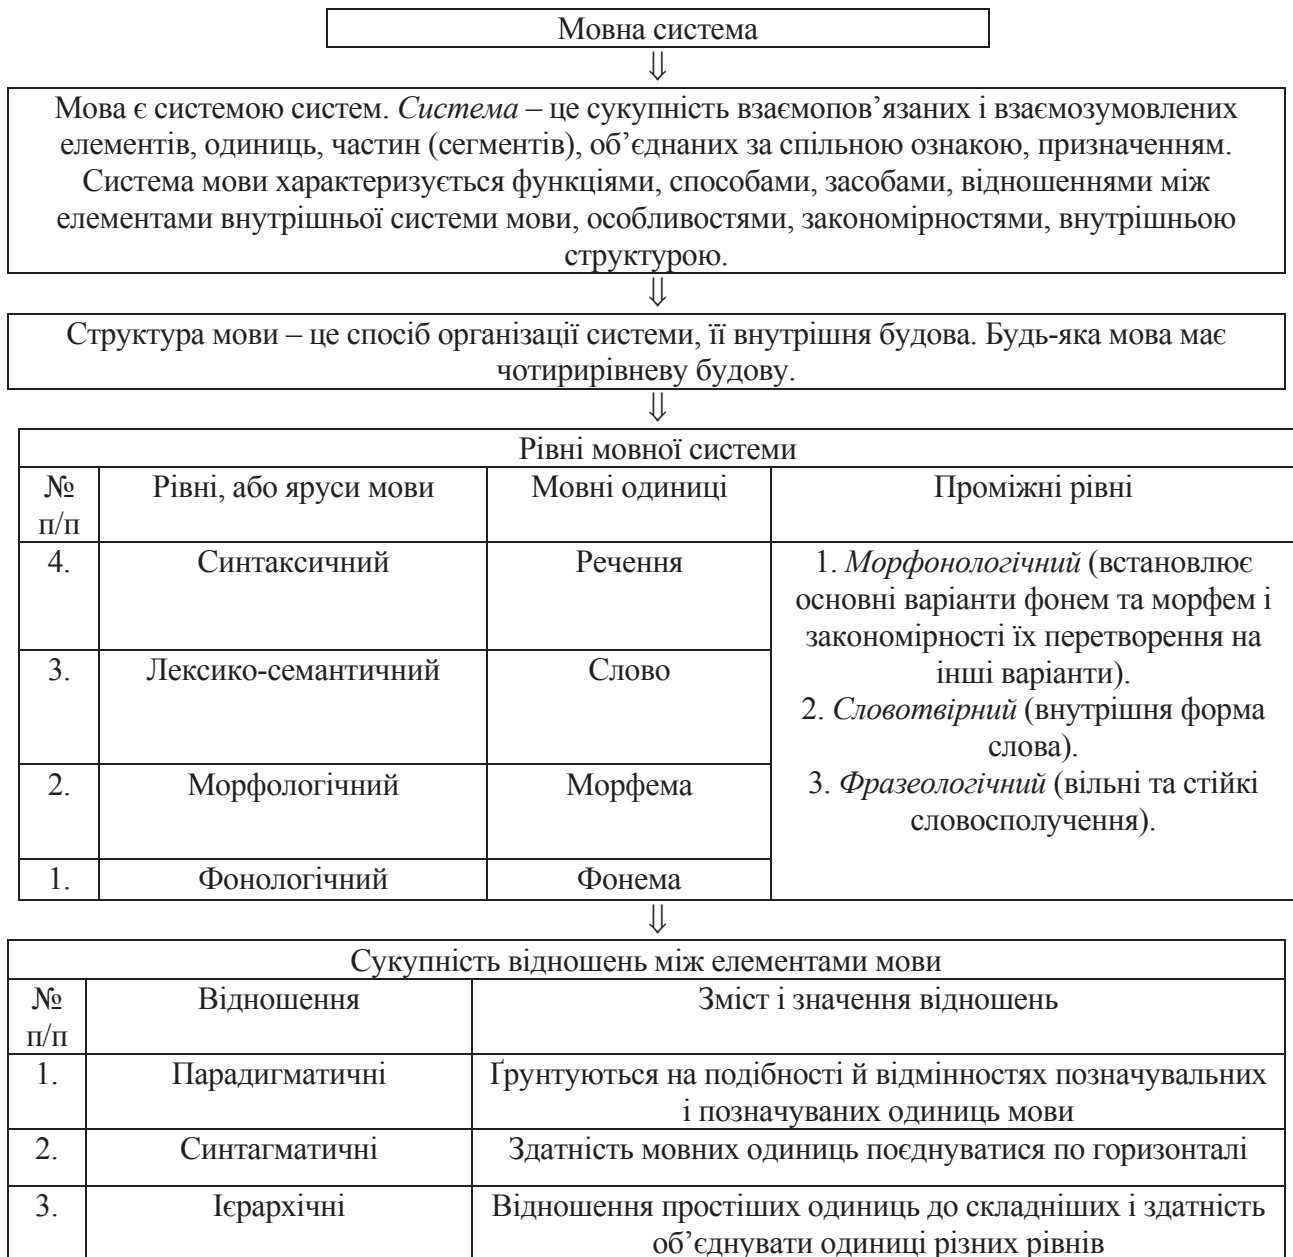 Мовна система
⇓
Мова є системою систем. Система – це сукупність взаємопов’язаних і взаємозумовлених
елементів, одиниць, частин (сегментів), об’єднаних за спільною ознакою, призначенням.
Система мови характеризується функціями, способами, засобами, відношеннями між
елементами внутрішньої системи мови, особливостями, закономірностями, внутрішньою
структурою.
⇓
Структура мови – це спосіб організації системи, її внутрішня будова. Будь-яка мова має
чотирирівневу будову.
⇓
Рівні мовної системи
№
п/п
Рівні, або яруси мови
Мовні одиниці
Проміжні рівні
4.
Синтаксичний
Речення
3.
Лексико-семантичний
Слово
2.
Морфологічний
Морфема
1.
Фонологічний
Фонема
1. Морфонологічний (встановлює
основні варіанти фонем та морфем і
закономірності їх перетворення на
інші варіанти).
2. Словотвірний (внутрішня форма
слова).
3. Фразеологічний (вільні та стійкі
словосполучення).
⇓
Сукупність відношень між елементами мови
№
п/п
Відношення
Зміст і значення відношень
1.
Парадигматичні
Ґрунтуються на подібності й відмінностях позначувальних
і позначуваних одиниць мови
2.
Синтагматичні
Здатність мовних одиниць поєднуватися по горизонталі
3.
Ієрархічні
Відношення простіших одиниць до складніших і здатність
об’єднувати одиниці різних рівнів